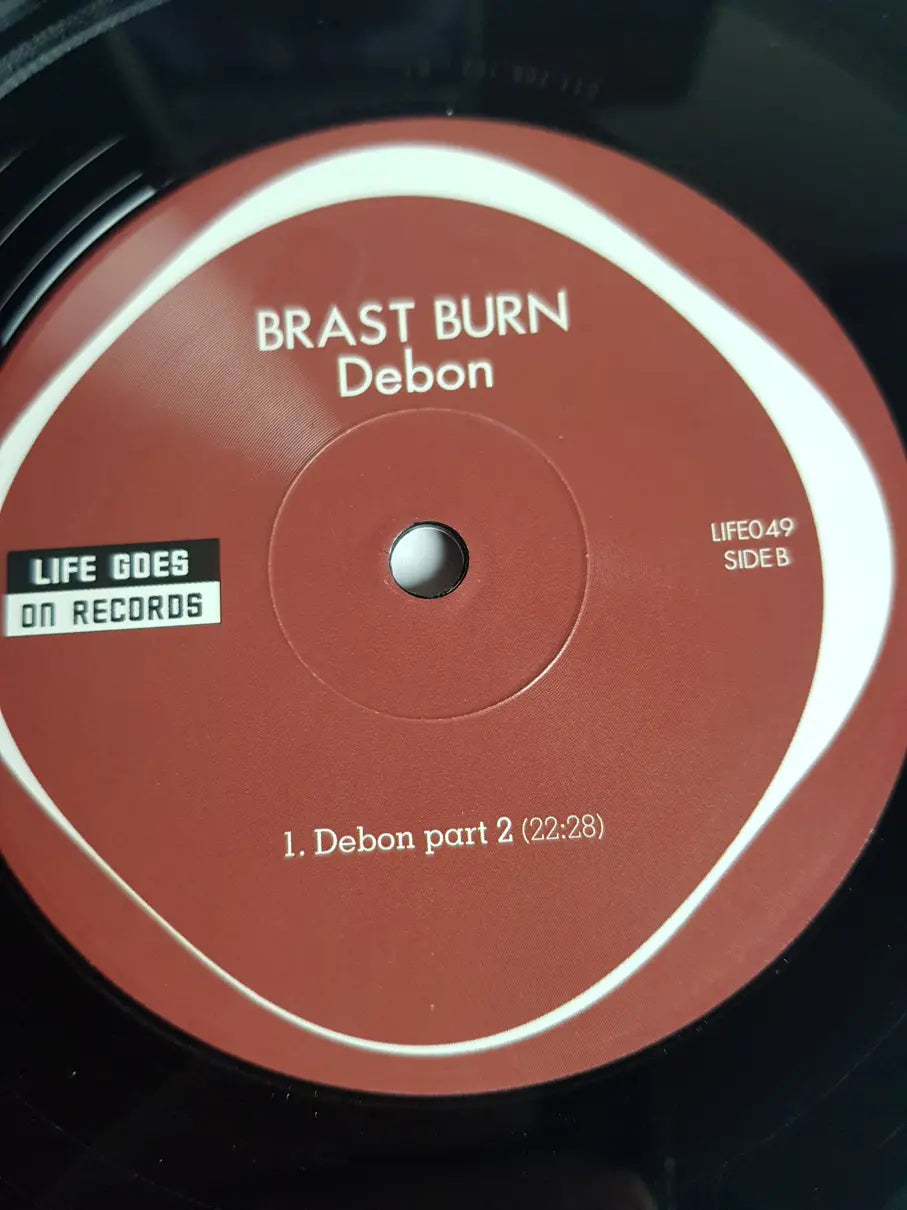 BRAST BURN
Debon
LIFE049
SIDE B
LIFE GOES
ON RECORDS
1. Debon part 2 (22:28)